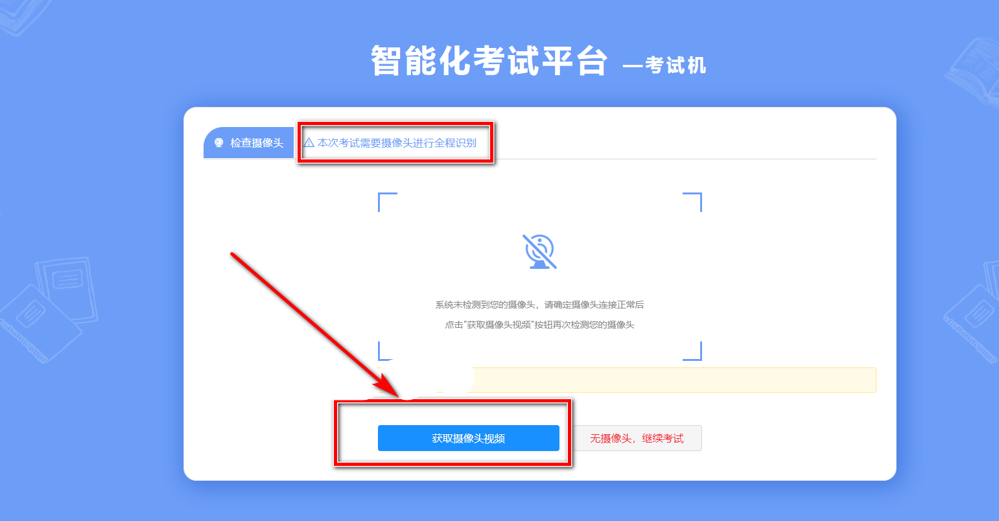 智能化考试平台 —考试机
检查摄像头 本次考试需要摄像头进行全程识别
系统未检测到您的摄像头，请确定摄像头连接正常后
点击"获取摄像头视频"按钮再次检测您的摄像头
获取摄像头视频 无摄像头，继续考试